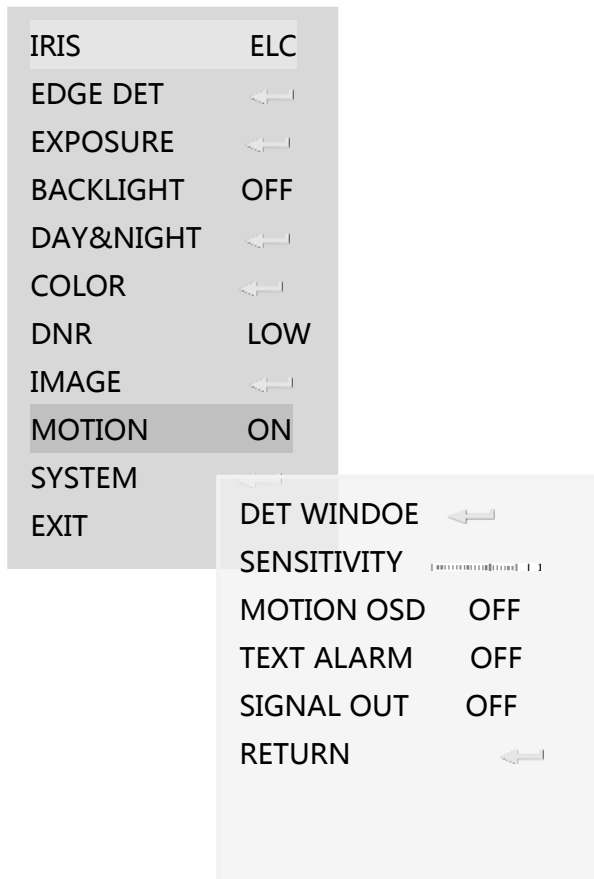 IRIS ELC
EDGE DET
EXPOSURE
BACKLIGHT OFF
DAY&NIGHT
COLOR
DNR LOW
IMAGE
MOTION ON
SYSTEM
EXIT
DET WINDOE
SENSITIVITY
MOTION OSD OFF
TEXT ALARM OFF
SIGNAL OUT OFF
RETURN